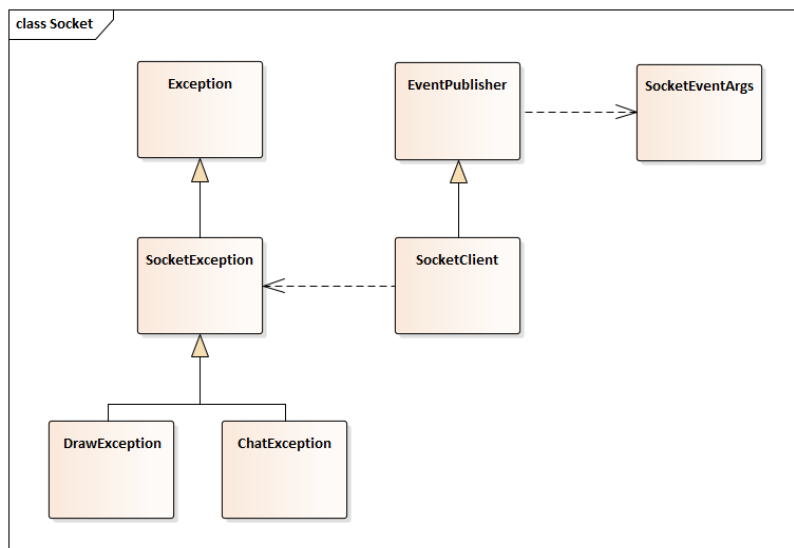 class Socket
Exception
EventPublisher
SocketEventArgs
SocketException
SocketClient
DrawException
ChatException